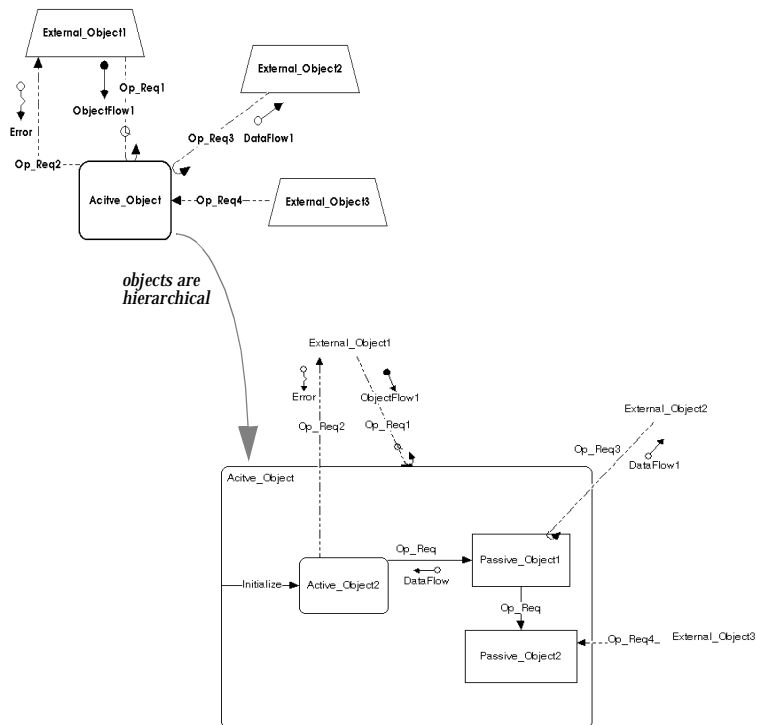 External_Object1
External_Object2
Op_Req1
ObjectFlow1
Error
Op_Req3
DataFlow1
Op_Req2
Acitve_Object
Op_Req4
External_Object3
objects are
hierarchical
External_Object1
Error
ObjectFlow1
External_Object2
Op_Req2
Op_Req1
Op_Req3
DataFlow1
Acitve_Object
Op_Req
Passive_Object1
Initialize
Active_Object2
DataFlow
Op_Req
Op_Req4_
External_Object3
Passive_Object2